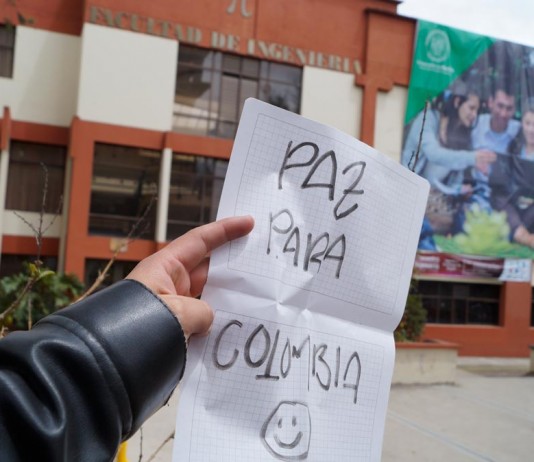 FACULTAD DE INGENIERIA
PAZ
PARA
COLOMBIA